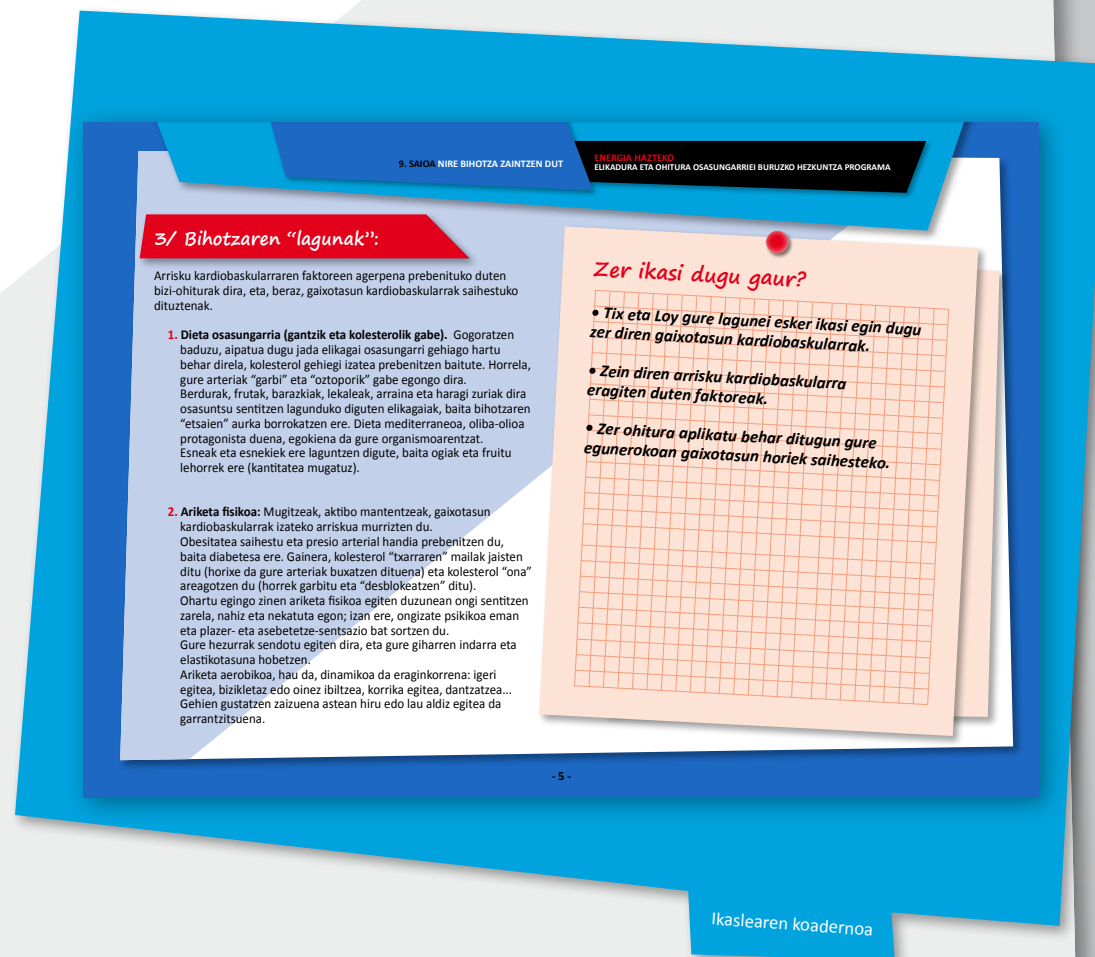 9. SAIOA NIRE BIHOTZA ZAINTZEN DUT
ENERGIA HAZTEKO
ELIKADURA ETA OHITURA OSASUNGARRIEI BURUZKO HEZKUNTZA PROGRAMA
3/ Bihotzaren “lagunak”:
Arrisku kardiobaskularraren faktoreen agerpena prebenituko duten
bizi-ohiturak dira, eta, beraz, gaixotasun kardiobaskularrak saihestuko
dituztenak.
1. Dieta osasungarria (gantzik eta kolesterolik gabe). Gogoratzen
baduzu, aipatua dugu jada elikagai osasungarri gehiago hartu
behar direla, kolesterol gehiegi izatea prebenitzen baitute. Horrela,
gure arteriak “garbi” eta “oztoporik” gabe egongo dira.
Berdurak, frutak, barazkiak, lekaleak, arraina eta haragi zuriak dira
osasuntsu sentitzen lagunduko diguten elikagaiak, baita bihotzaren
“etsaien” aurka borrokatzen ere. Dieta mediterraneoa, oliba-olioa
protagonista duena, egokiena da gure organismoarentzat.
Esneak eta esnekiek ere laguntzen digute, baita ogiak eta fruitu
lehorrek ere (kantitatea mugatuz).
2. Ariketa fisikoa: Mugitzeak, aktibo mantentzeak, gaixotasun
kardiobaskularrak izateko arriskua murrizten du.
Obesitatea saihestu eta presio arterial handia prebenitzen du,
baita diabetesa ere. Gainera, kolesterol “txarraren” mailak jaisten
ditu (horixe da gure arteriak buxatzen dituena) eta kolesterol “ona”
areagotzen du (horrek garbitu eta “desblokeatzen” ditu).
Ohartu egingo zinen ariketa fisikoa egiten duzunean ongi sentitzen
zarela, nahiz eta nekatuta egon; izan ere, ongizate psikikoa eman
eta plazer- eta asebetetze-sentsazio bat sortzen du.
Gure hezurrak sendotu egiten dira, eta gure giharren indarra eta
elastikotasuna hobetzen.
Ariketa aerobikoa, hau da, dinamikoa da eraginkorrena: igeri
egitea, bizikletaz edo oinez ibiltzea, korrika egitea, dantzatzea...
Gehien gustatzen zaizuena astean hiru edo lau aldiz egitea da
garrantzitsuena.
Zer ikasi dugu gaur?
• Tix eta Loy gure lagunei esker ikasi egin dugu
zer diren gaixotasun kardiobaskularrak.
• Zein diren arrisku kardiobaskularra
eragiten duten faktoreak.
• Zer ohitura aplikatu behar ditugun gure
egunerokoan gaixotasun horiek saihesteko.
- 5 -
Ikaslearen koadernoa